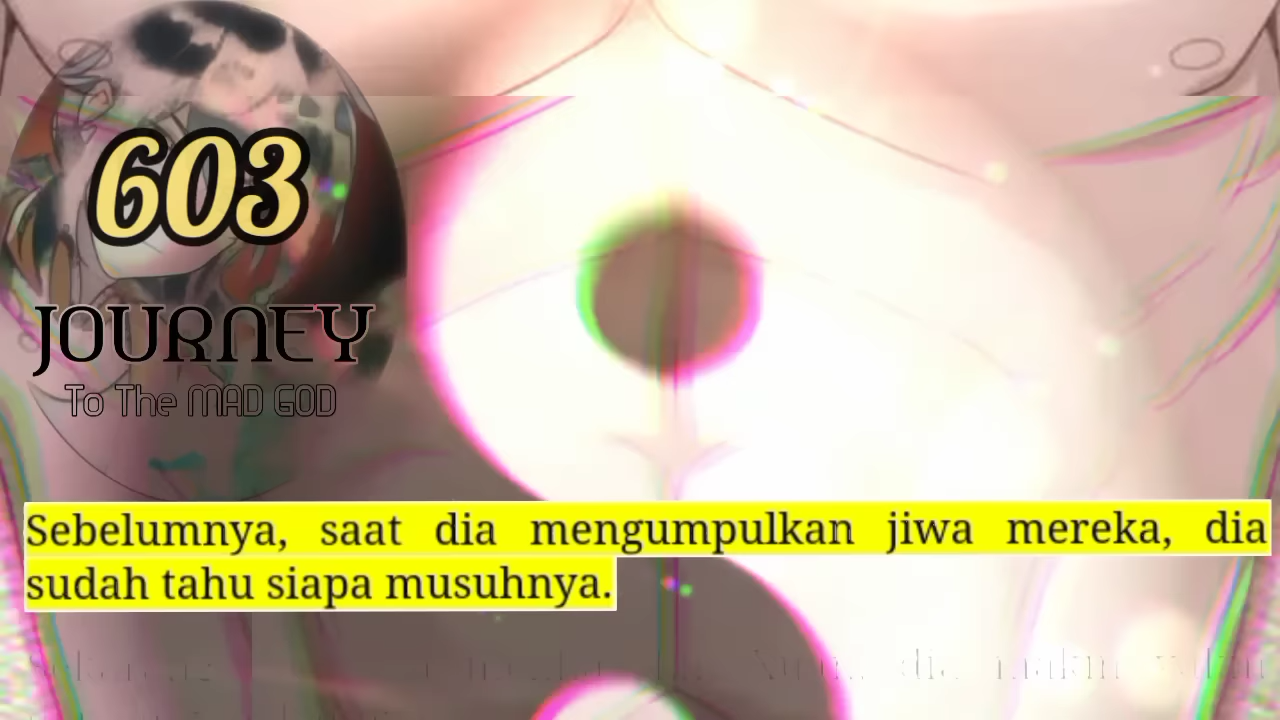 603
JOURNEY
To The MAD GOD
Sebelumnya, saat dia mengumpulkan jiwa mereka, dia
sudah tahu siapa musuhnya.